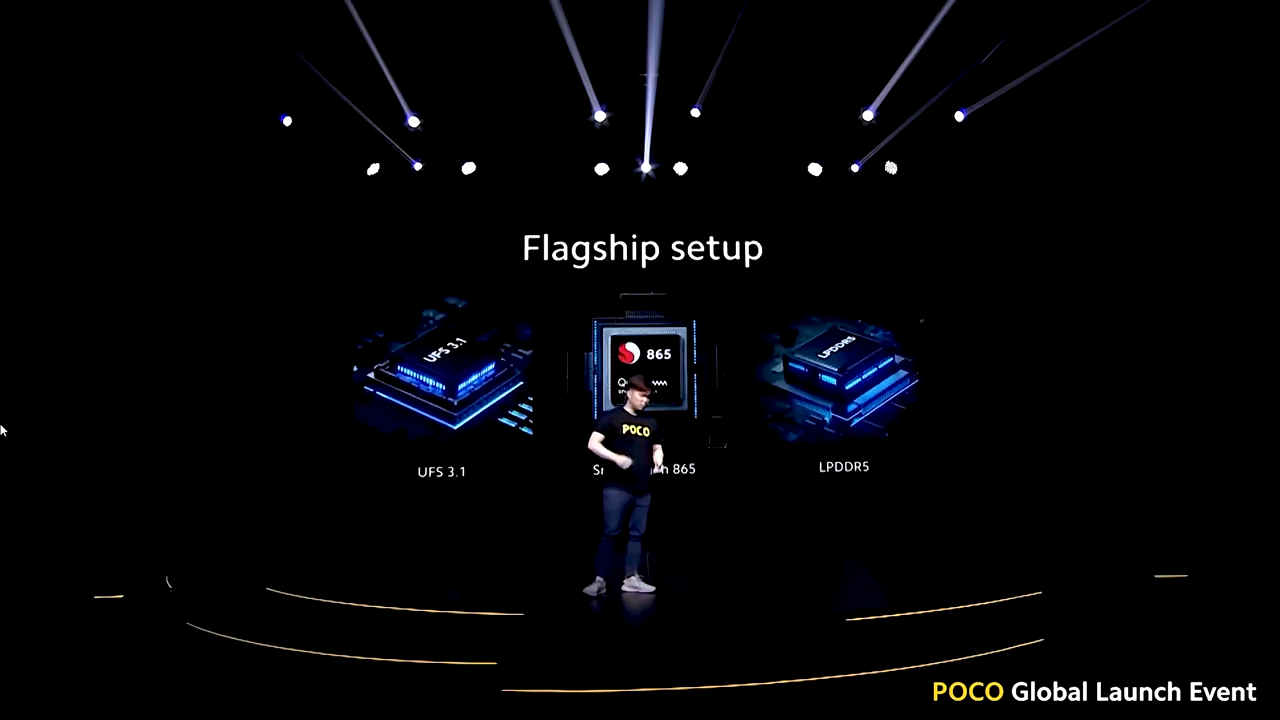 Flagship setup
UFS 3.1
865
LPDDR5
POCO
UFS 3.1
865
LPDDR5
POCO Global Launch Event